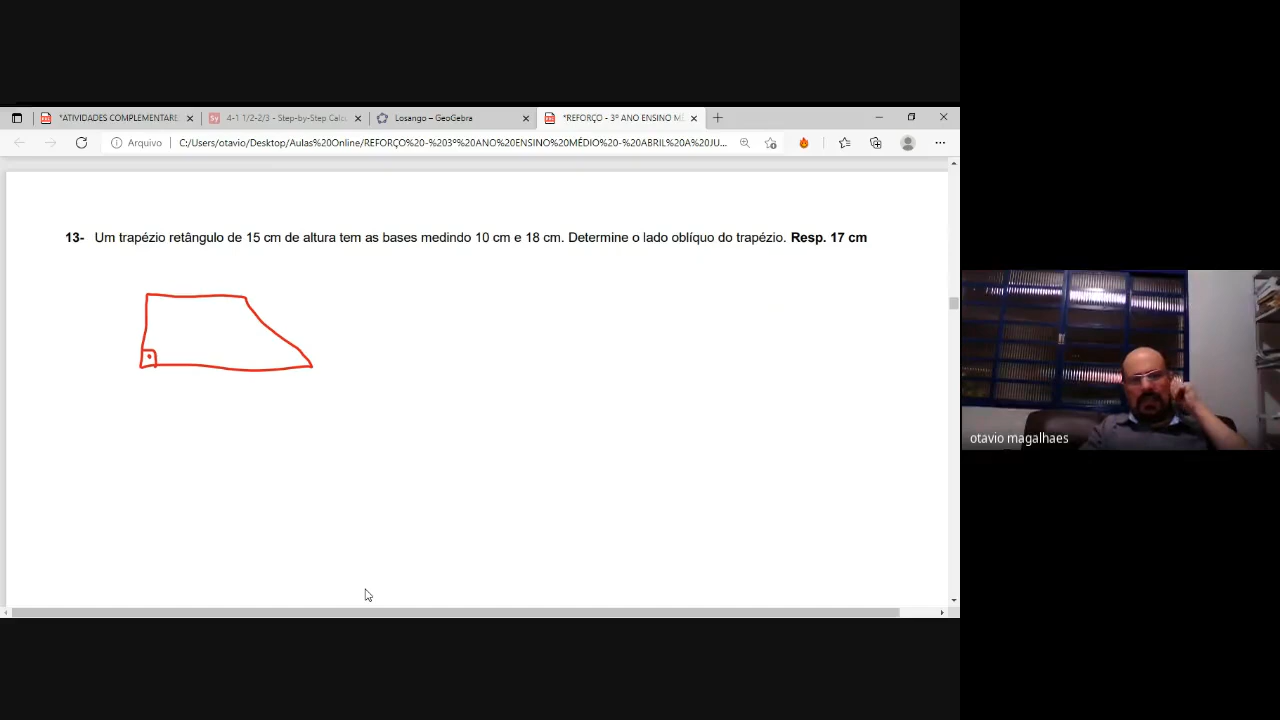 *ATIVIDADES COMPLEMENTARE
4-1 1/2-2/3 - Step-by-Step Calcu
Losango – GeoGebra
*REFORÇO - 3º ANO ENSINO MÉ
Arquivo
C:/Users/otavio/Desktop/Aulas%20Online/REFORÇO%20-%203º%20ANO%20ENSINO%20MÉDIO%20-%20ABRIL%20A%20JU...
13- Um trapézio retângulo de 15 cm de altura tem as bases medindo 10 cm e 18 cm. Determine o lado oblíquo do trapézio. Resp. 17 cm
otavio magalhaes